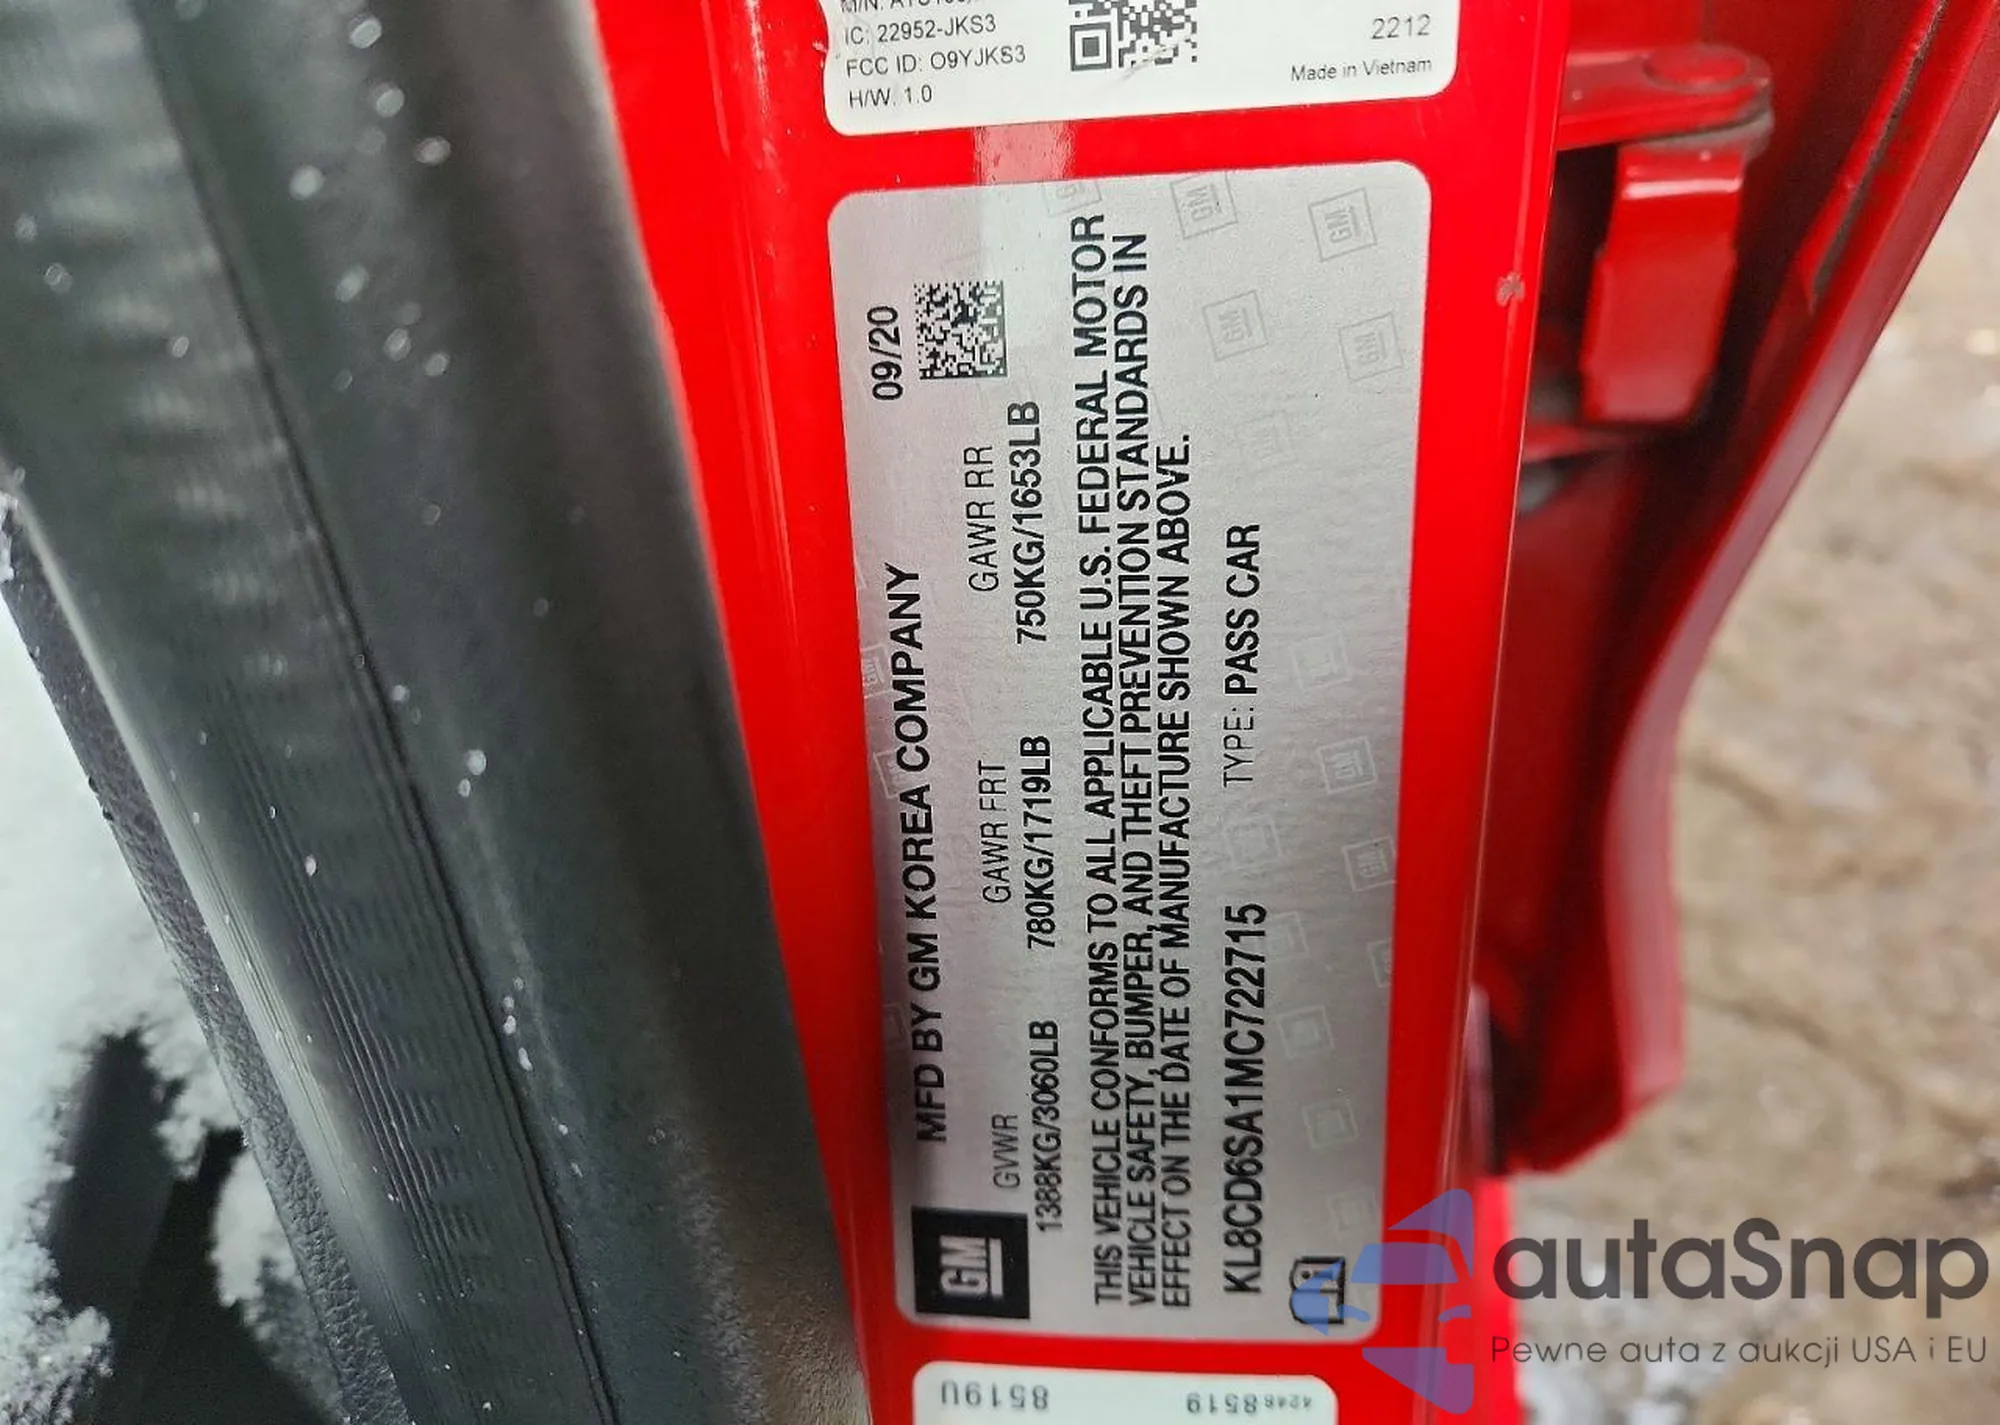 IC: 22952-JKS3
FCC ID: O9YJKS3
H/W: 1.0
2212
Made in Vietnam
GM
MFD BY GM KOREA COMPANY 09/20
GVWR GAWR FRT GAWR RR
1388KG/3060LB 780KG/1719LB 750KG/1653LB
THIS VEHICLE CONFORMS TO ALL APPLICABLE U.S. FEDERAL MOTOR
VEHICLE SAFETY, BUMPER, AND THEFT PREVENTION STANDARDS IN
EFFECT ON THE DATE OF MANUFACTURE SHOWN ABOVE.
KL8CD6SA1MC722715 TYPE: PASS CAR
8519U
42488519
autaSnap
Pewne auta z aukcji USA i EU